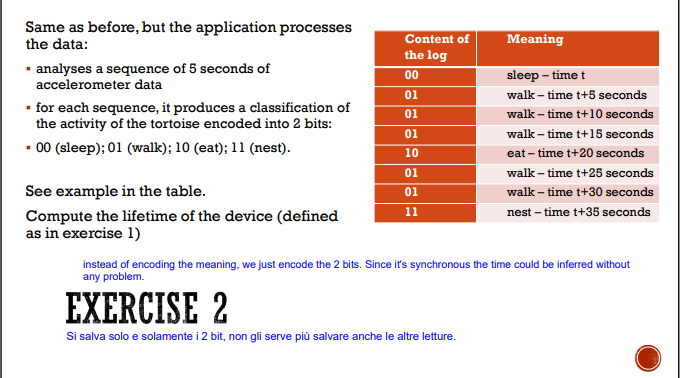 Same as before, but the application processes
the data:
▪ analyses a sequence of 5 seconds of
accelerometer data
▪ for each sequence, it produces a classification of
the activity of the tortoise encoded into 2 bits:
▪ 00 (sleep); 01 (walk); 10 (eat); 11 (nest).
See example in the table.
Compute the lifetime of the device (defined
as in exercise 1)
Content of
the log
Meaning
00 sleep – time t
01 walk – time t+5 seconds
01 walk – time t+10 seconds
01 walk – time t+15 seconds
10 eat – time t+20 seconds
01 walk – time t+25 seconds
01 walk – time t+30 seconds
11 nest – time t+35 seconds
instead of encoding the meaning, we just encode the 2 bits. Since it's synchronous the time could be inferred without
any problem.
EXERCISE 2
Si salva solo e solamente i 2 bit, non gli serve più salvare anche le altre letture.